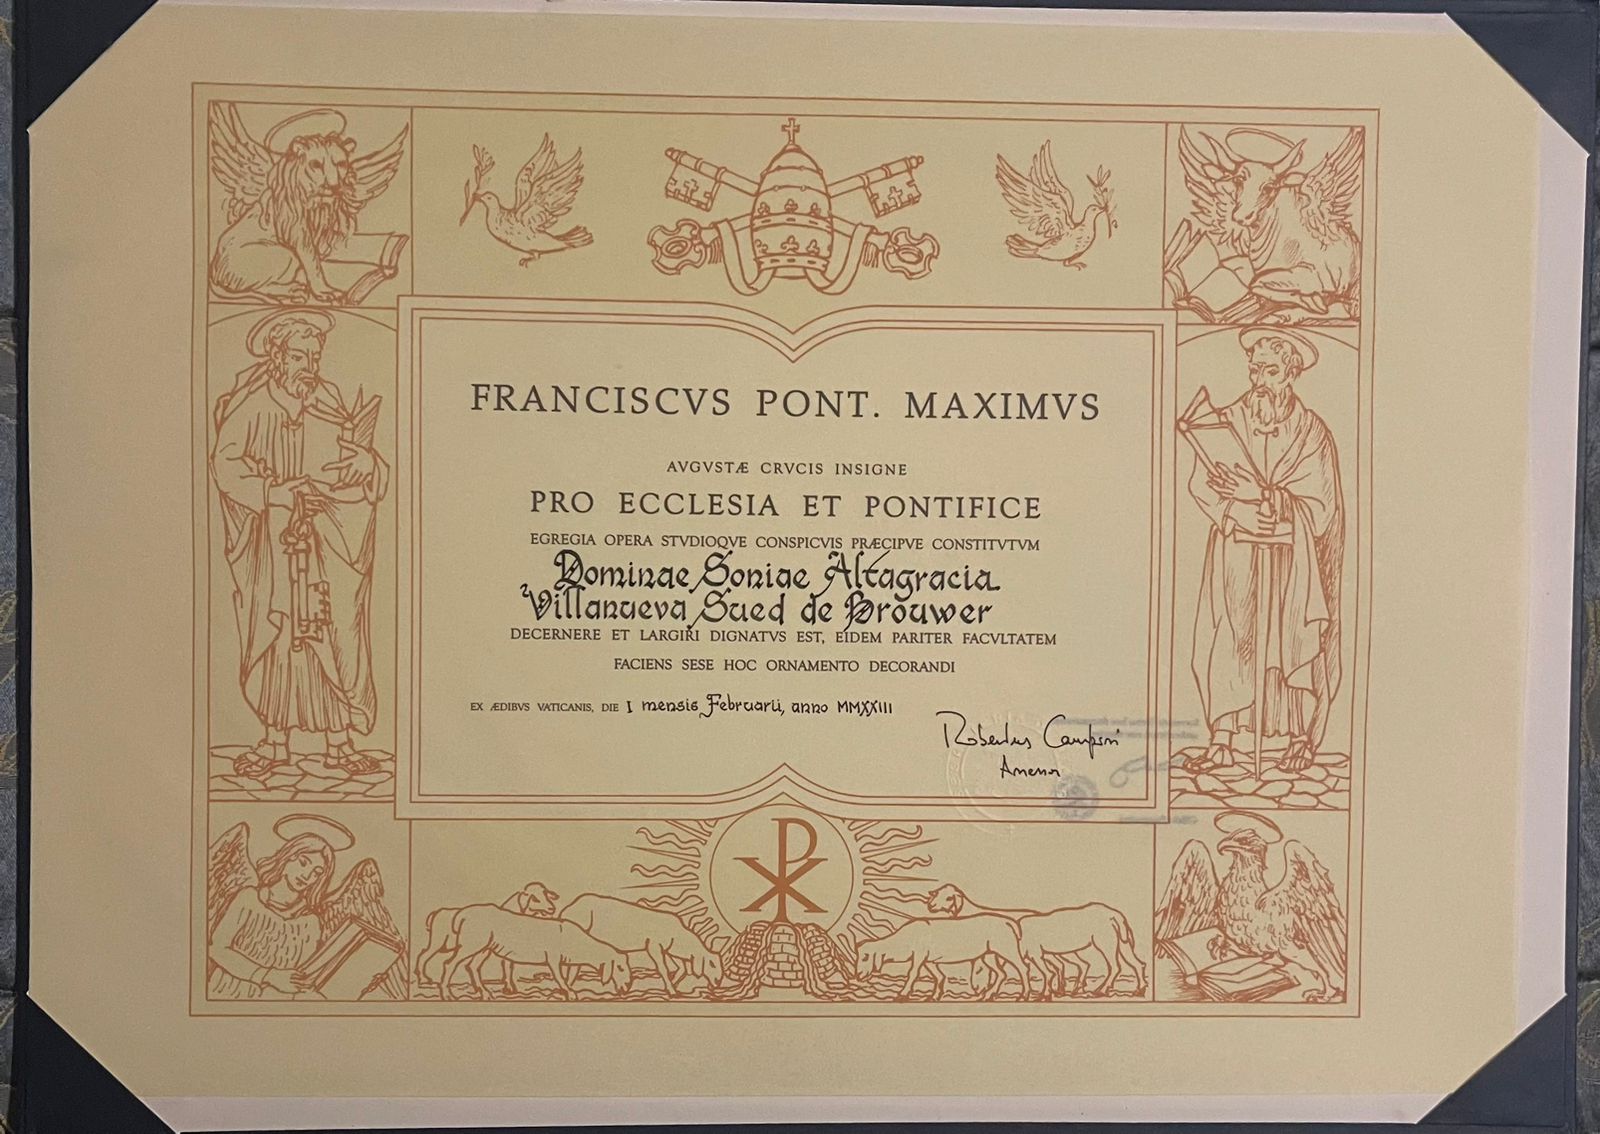 FRANCISCVS PONT. MAXIMVS
AVGVSTÆ CRVCIS INSIGNE
PRO ECCLESIA ET PONTIFICE
EGREGIA OPERA STVDIOQVE CONSPICVIS PRÆCIPVE CONSTITVTVM
Dominae Soniae Altagracia
Villanueva Sued de Brouwer
DECERNERE ET LARGIRI DIGNATVS EST, EIDEM PARITER FACVLTATEM
FACIENS SESE HOC ORNAMENTO DECORANDI
EX ÆDIBVS VATICANIS, DIE I mensis Februarii, anno MMXXIII
Robertus Campisi